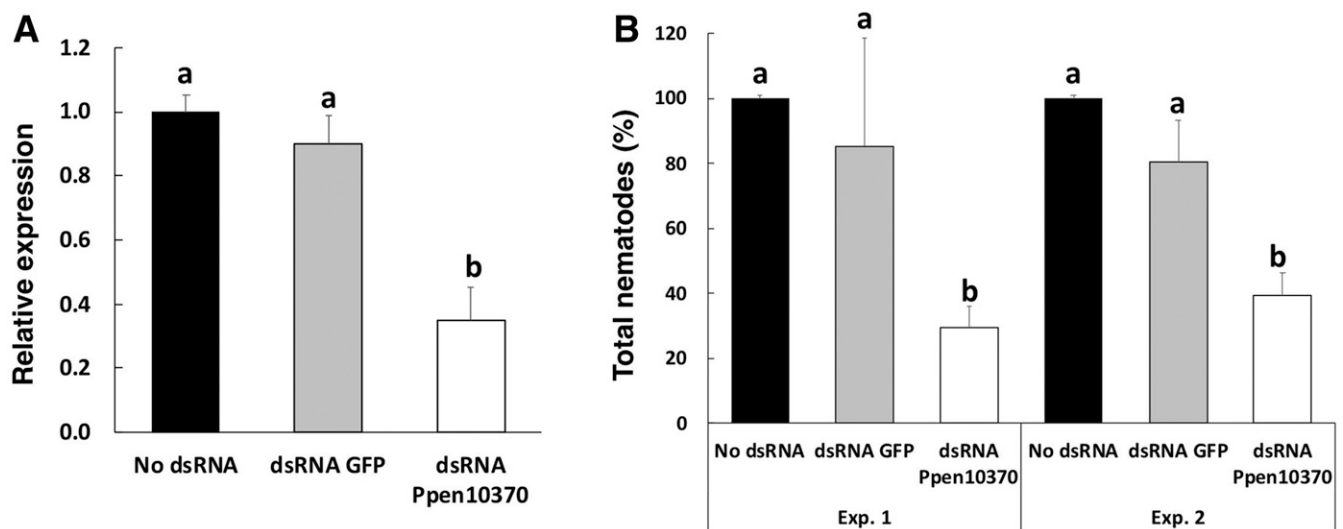 A
Relative expression
1.2
1.0
0.8
0.6
0.4
0.2
0.0
a
a
b
No dsRNA
dsRNA GFP
dsRNA
Ppen10370
B
Total nematodes (%)
120
100
80
60
40
20
0
a
a
b
a
a
b
No dsRNA
dsRNA GFP
dsRNA
Ppen10370
No dsRNA
dsRNA GFP
dsRNA
Ppen10370
Exp. 1
Exp. 2